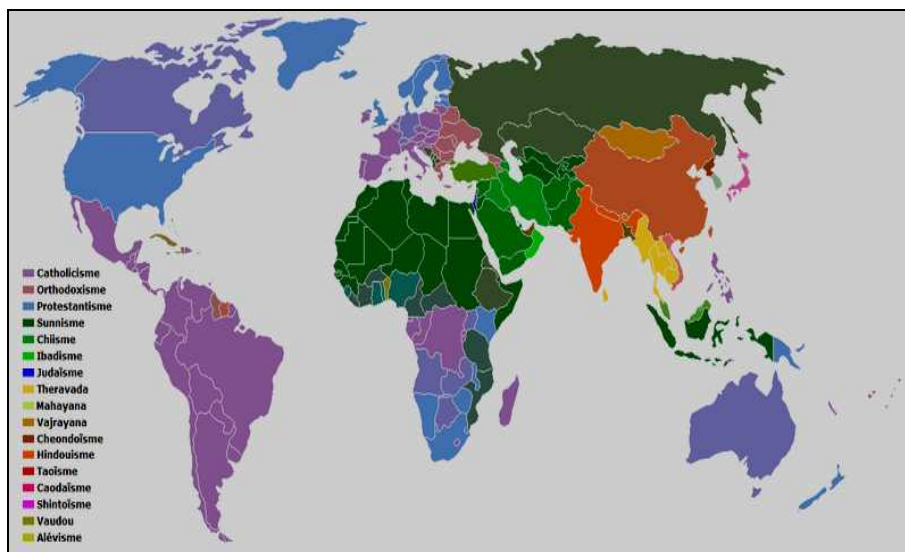 Catholicisme
Orthodoxisme
Protestantisme
Sunnisme
Chiisme
Ibadisme
Judaïsme
Theravada
Mahayana
Vajrayana
Cheondoïsme
Hindouisme
Taoïsme
Caodaïsme
Shintoïsme
Vaudou
Alévisme